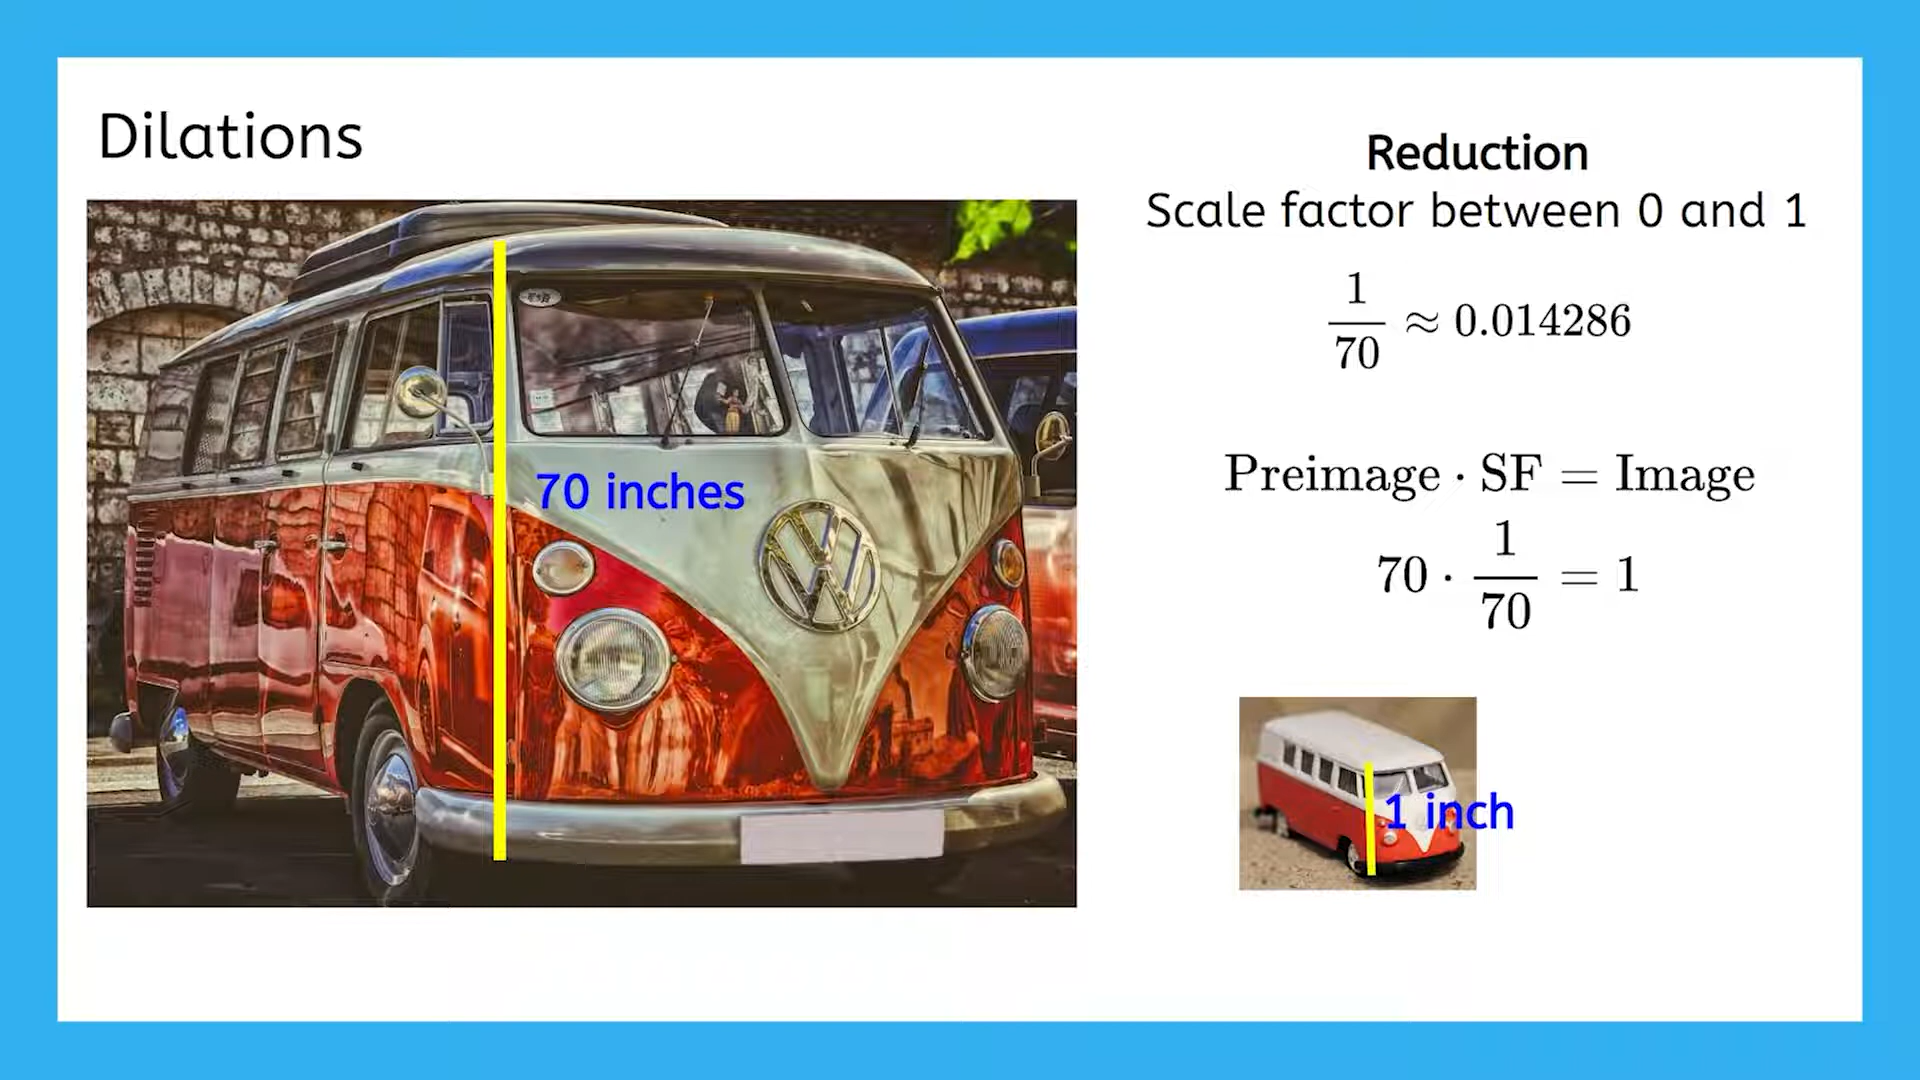 Dilations
Reduction
Scale factor between 0 and 1
1/70 ≈ 0.014286
Preimage · SF = Image
70 · 1/70 = 1
70 inches
1 inch